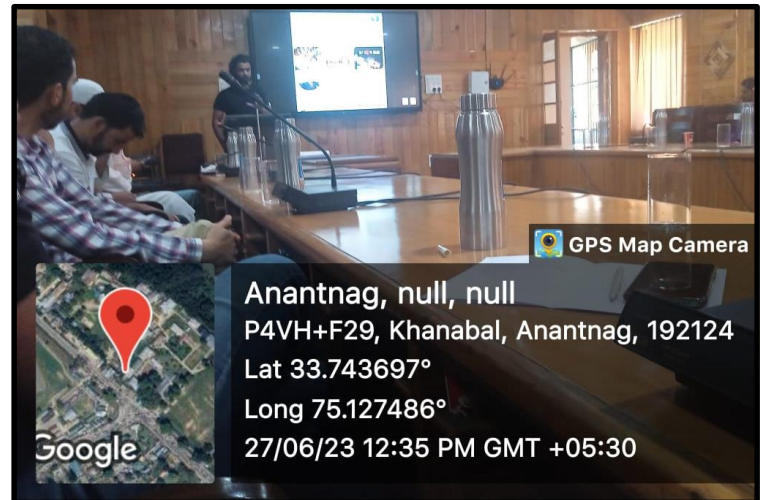 GPS Map Camera
Anantnag, null, null
P4VH+F29, Khanabal, Anantnag, 192124
Lat 33.743697°
Long 75.127486°
27/06/23 12:35 PM GMT +05:30
Google